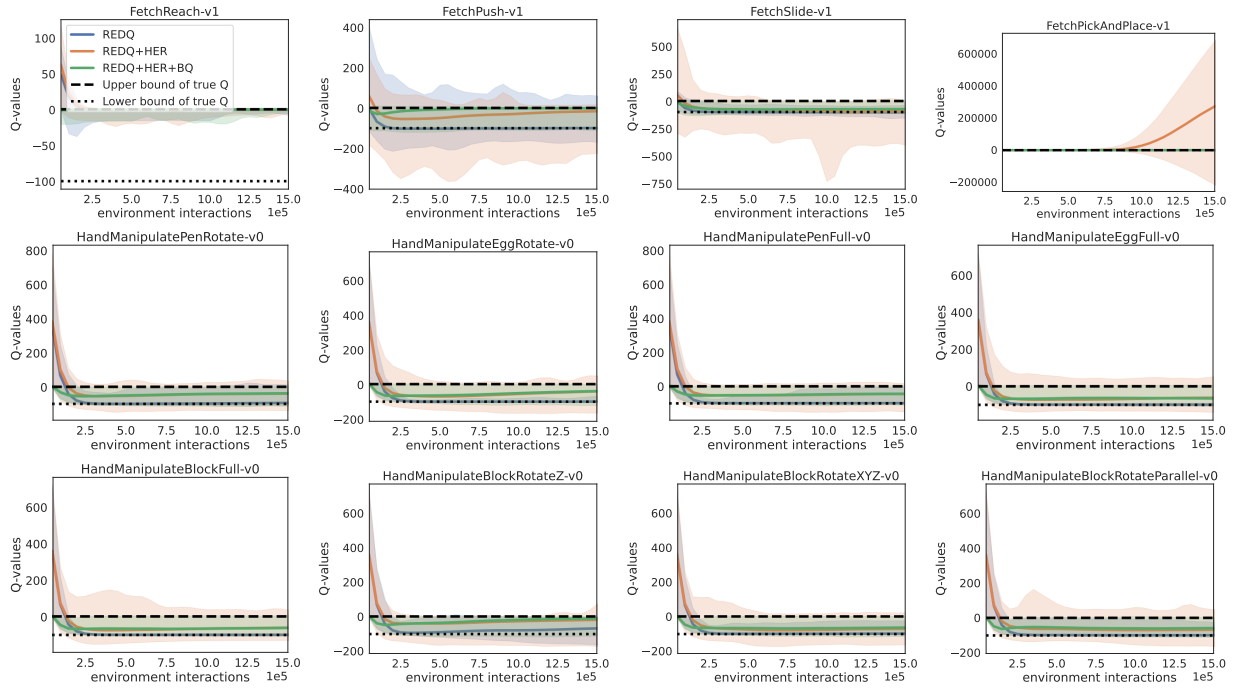 FetchReach-v1
FetchPush-v1
FetchSlide-v1
FetchPickAndPlace-v1
REDQ
REDQ+HER
REDQ+HER+BQ
Upper bound of true Q
Lower bound of true Q
Q-values
100
50
0
−50
−100
2.5 5.0 7.5 10.0 12.5 15.0
environment interactions 1e5
Q-values
400
200
0
−200
−400
2.5 5.0 7.5 10.0 12.5 15.0
environment interactions 1e5
Q-values
750
500
250
0
−250
−500
−750
2.5 5.0 7.5 10.0 12.5 15.0
environment interactions 1e5
Q-values
600000
400000
200000
0
−200000
2.5 5.0 7.5 10.0 12.5 15.0
environment interactions 1e5
HandManipulatePenRotate-v0
HandManipulateEggRotate-v0
HandManipulatePenFull-v0
HandManipulateEggFull-v0
Q-values
800
600
400
200
0
2.5 5.0 7.5 10.0 12.5 15.0
environment interactions 1e5
Q-values
600
400
200
0
−200
2.5 5.0 7.5 10.0 12.5 15.0
environment interactions 1e5
Q-values
800
600
400
200
0
2.5 5.0 7.5 10.0 12.5 15.0
environment interactions 1e5
Q-values
600
400
200
0
2.5 5.0 7.5 10.0 12.5 15.0
environment interactions 1e5
HandManipulateBlockFull-v0
HandManipulateBlockRotateZ-v0
HandManipulateBlockRotateXYZ-v0
HandManipulateBlockRotateParallel-v0
Q-values
600
400
200
0
2.5 5.0 7.5 10.0 12.5 15.0
environment interactions 1e5
Q-values
600
400
200
0
−200
2.5 5.0 7.5 10.0 12.5 15.0
environment interactions 1e5
Q-values
600
400
200
0
−200
2.5 5.0 7.5 10.0 12.5 15.0
environment interactions 1e5
Q-values
600
400
200
0
−200
2.5 5.0 7.5 10.0 12.5 15.0
environment interactions 1e5